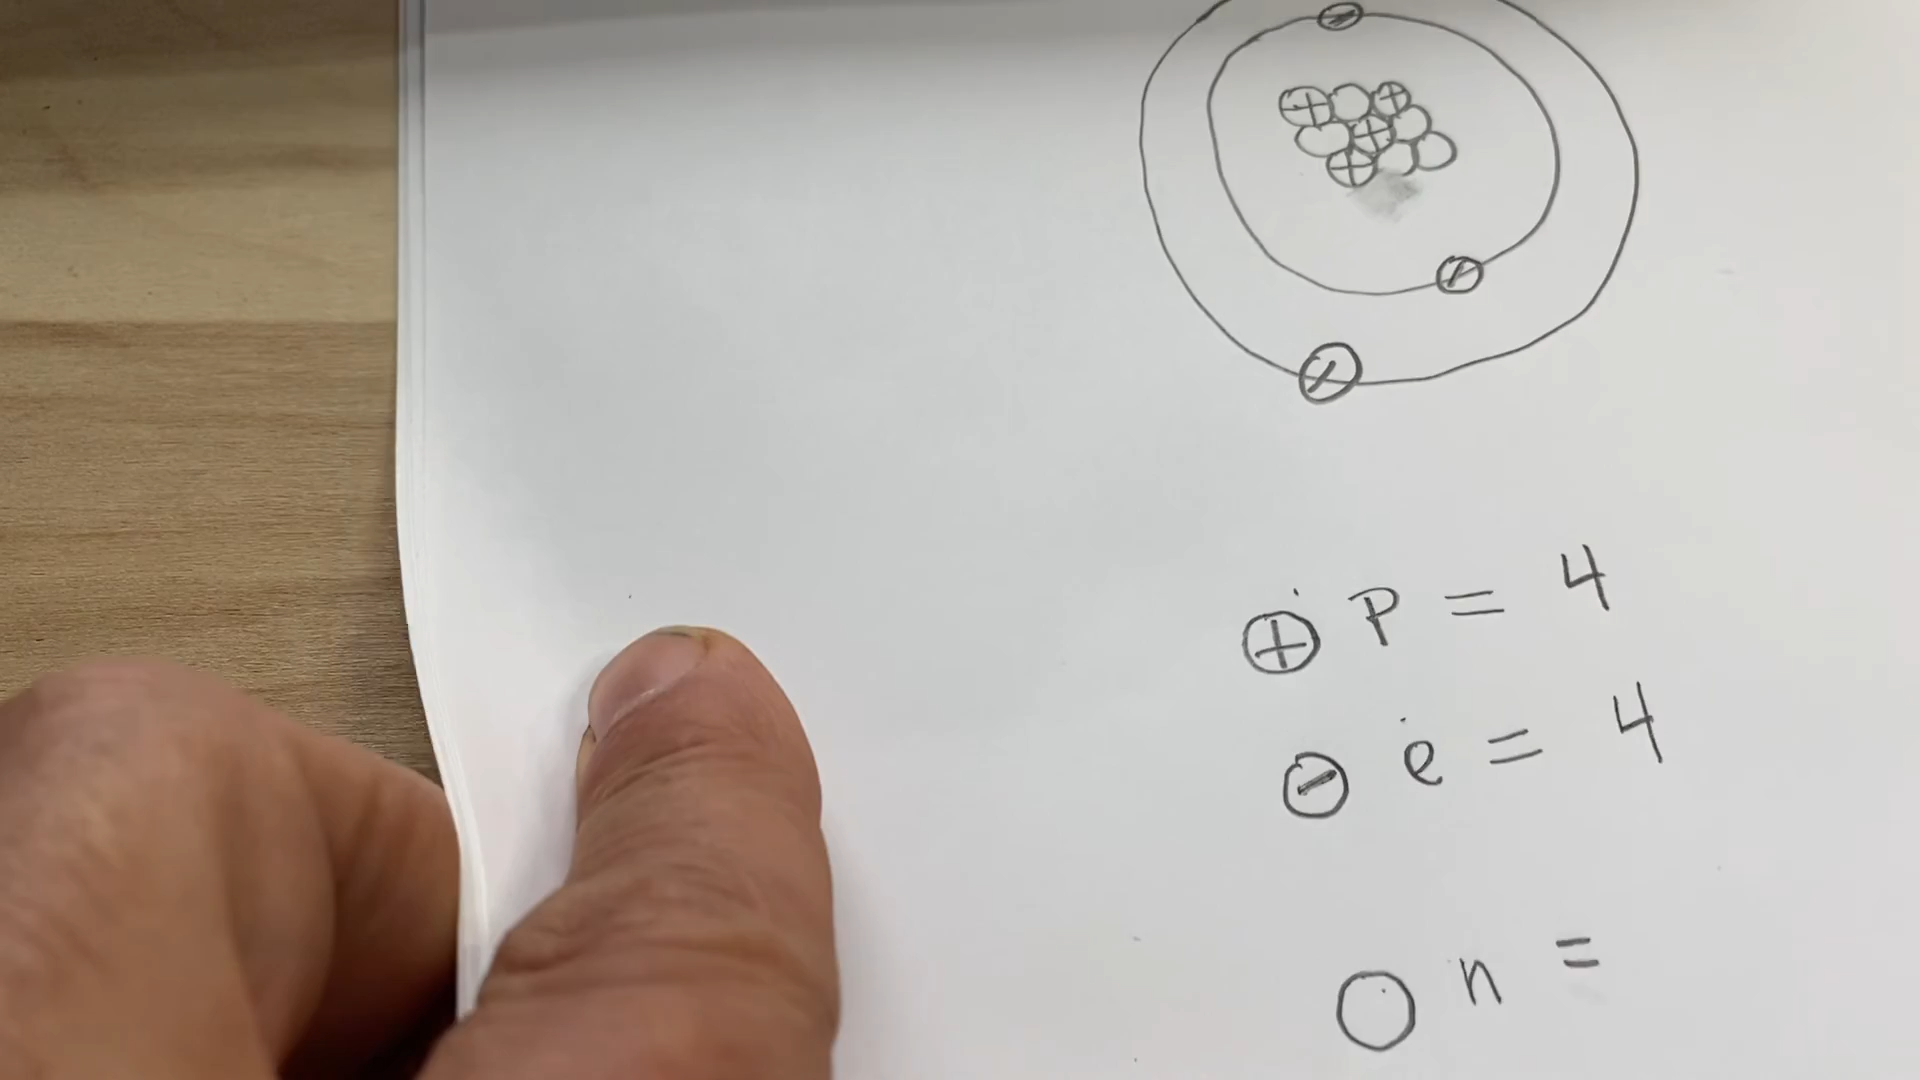 ⊕ P = 4
⊖ e = 4
○ n =